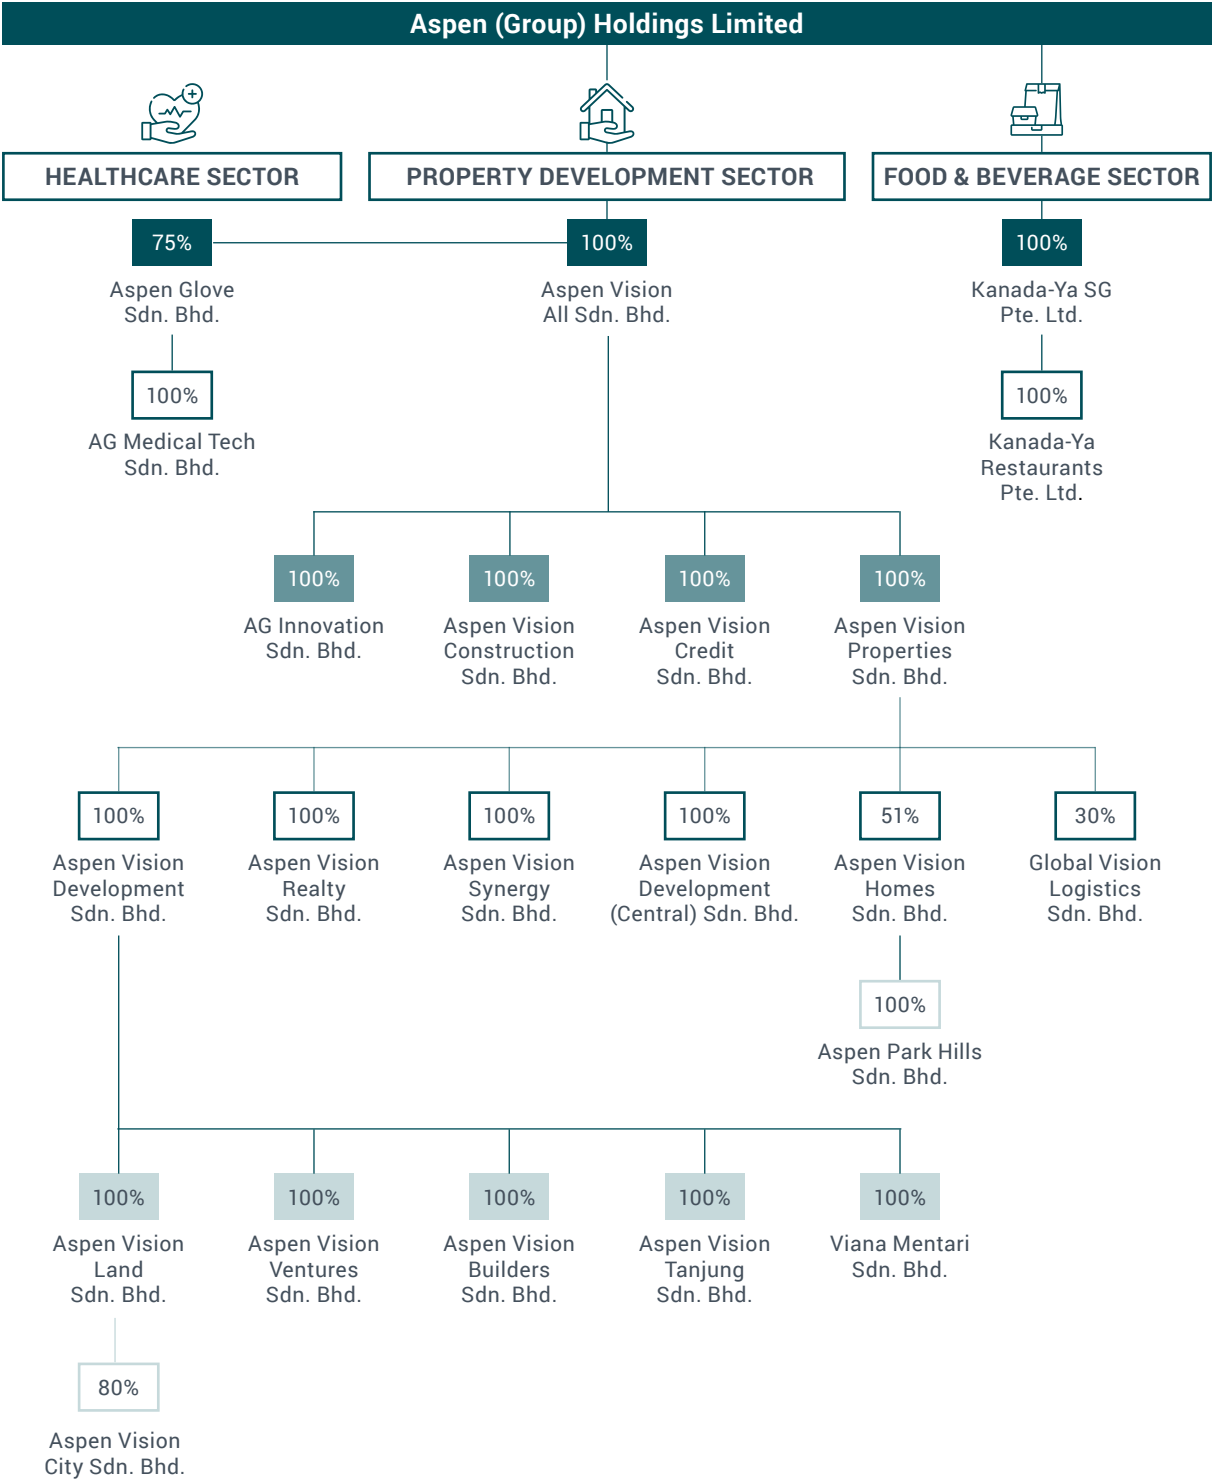 Aspen (Group) Holdings Limited
HEALTHCARE SECTOR
PROPERTY DEVELOPMENT SECTOR
FOOD & BEVERAGE SECTOR
75%
Aspen Glove
Sdn. Bhd.
100%
Aspen Vision
All Sdn. Bhd.
100%
Kanada-Ya SG
Pte. Ltd.
100%
AG Medical Tech
Sdn. Bhd.
100%
Kanada-Ya
Restaurants
Pte. Ltd.
100%
AG Innovation
Sdn. Bhd.
100%
Aspen Vision
Construction
Sdn. Bhd.
100%
Aspen Vision
Credit
Sdn. Bhd.
100%
Aspen Vision
Properties
Sdn. Bhd.
100%
Aspen Vision
Development
Sdn. Bhd.
100%
Aspen Vision
Realty
Sdn. Bhd.
100%
Aspen Vision
Synergy
Sdn. Bhd.
100%
Aspen Vision
Development
(Central) Sdn. Bhd.
51%
Aspen Vision
Homes
Sdn. Bhd.
30%
Global Vision
Logistics
Sdn. Bhd.
100%
Aspen Park Hills
Sdn. Bhd.
100%
Aspen Vision
Land
Sdn. Bhd.
100%
Aspen Vision
Ventures
Sdn. Bhd.
100%
Aspen Vision
Builders
Sdn. Bhd.
100%
Aspen Vision
Tanjung
Sdn. Bhd.
100%
Viana Mentari
Sdn. Bhd.
80%
Aspen Vision
City Sdn. Bhd.